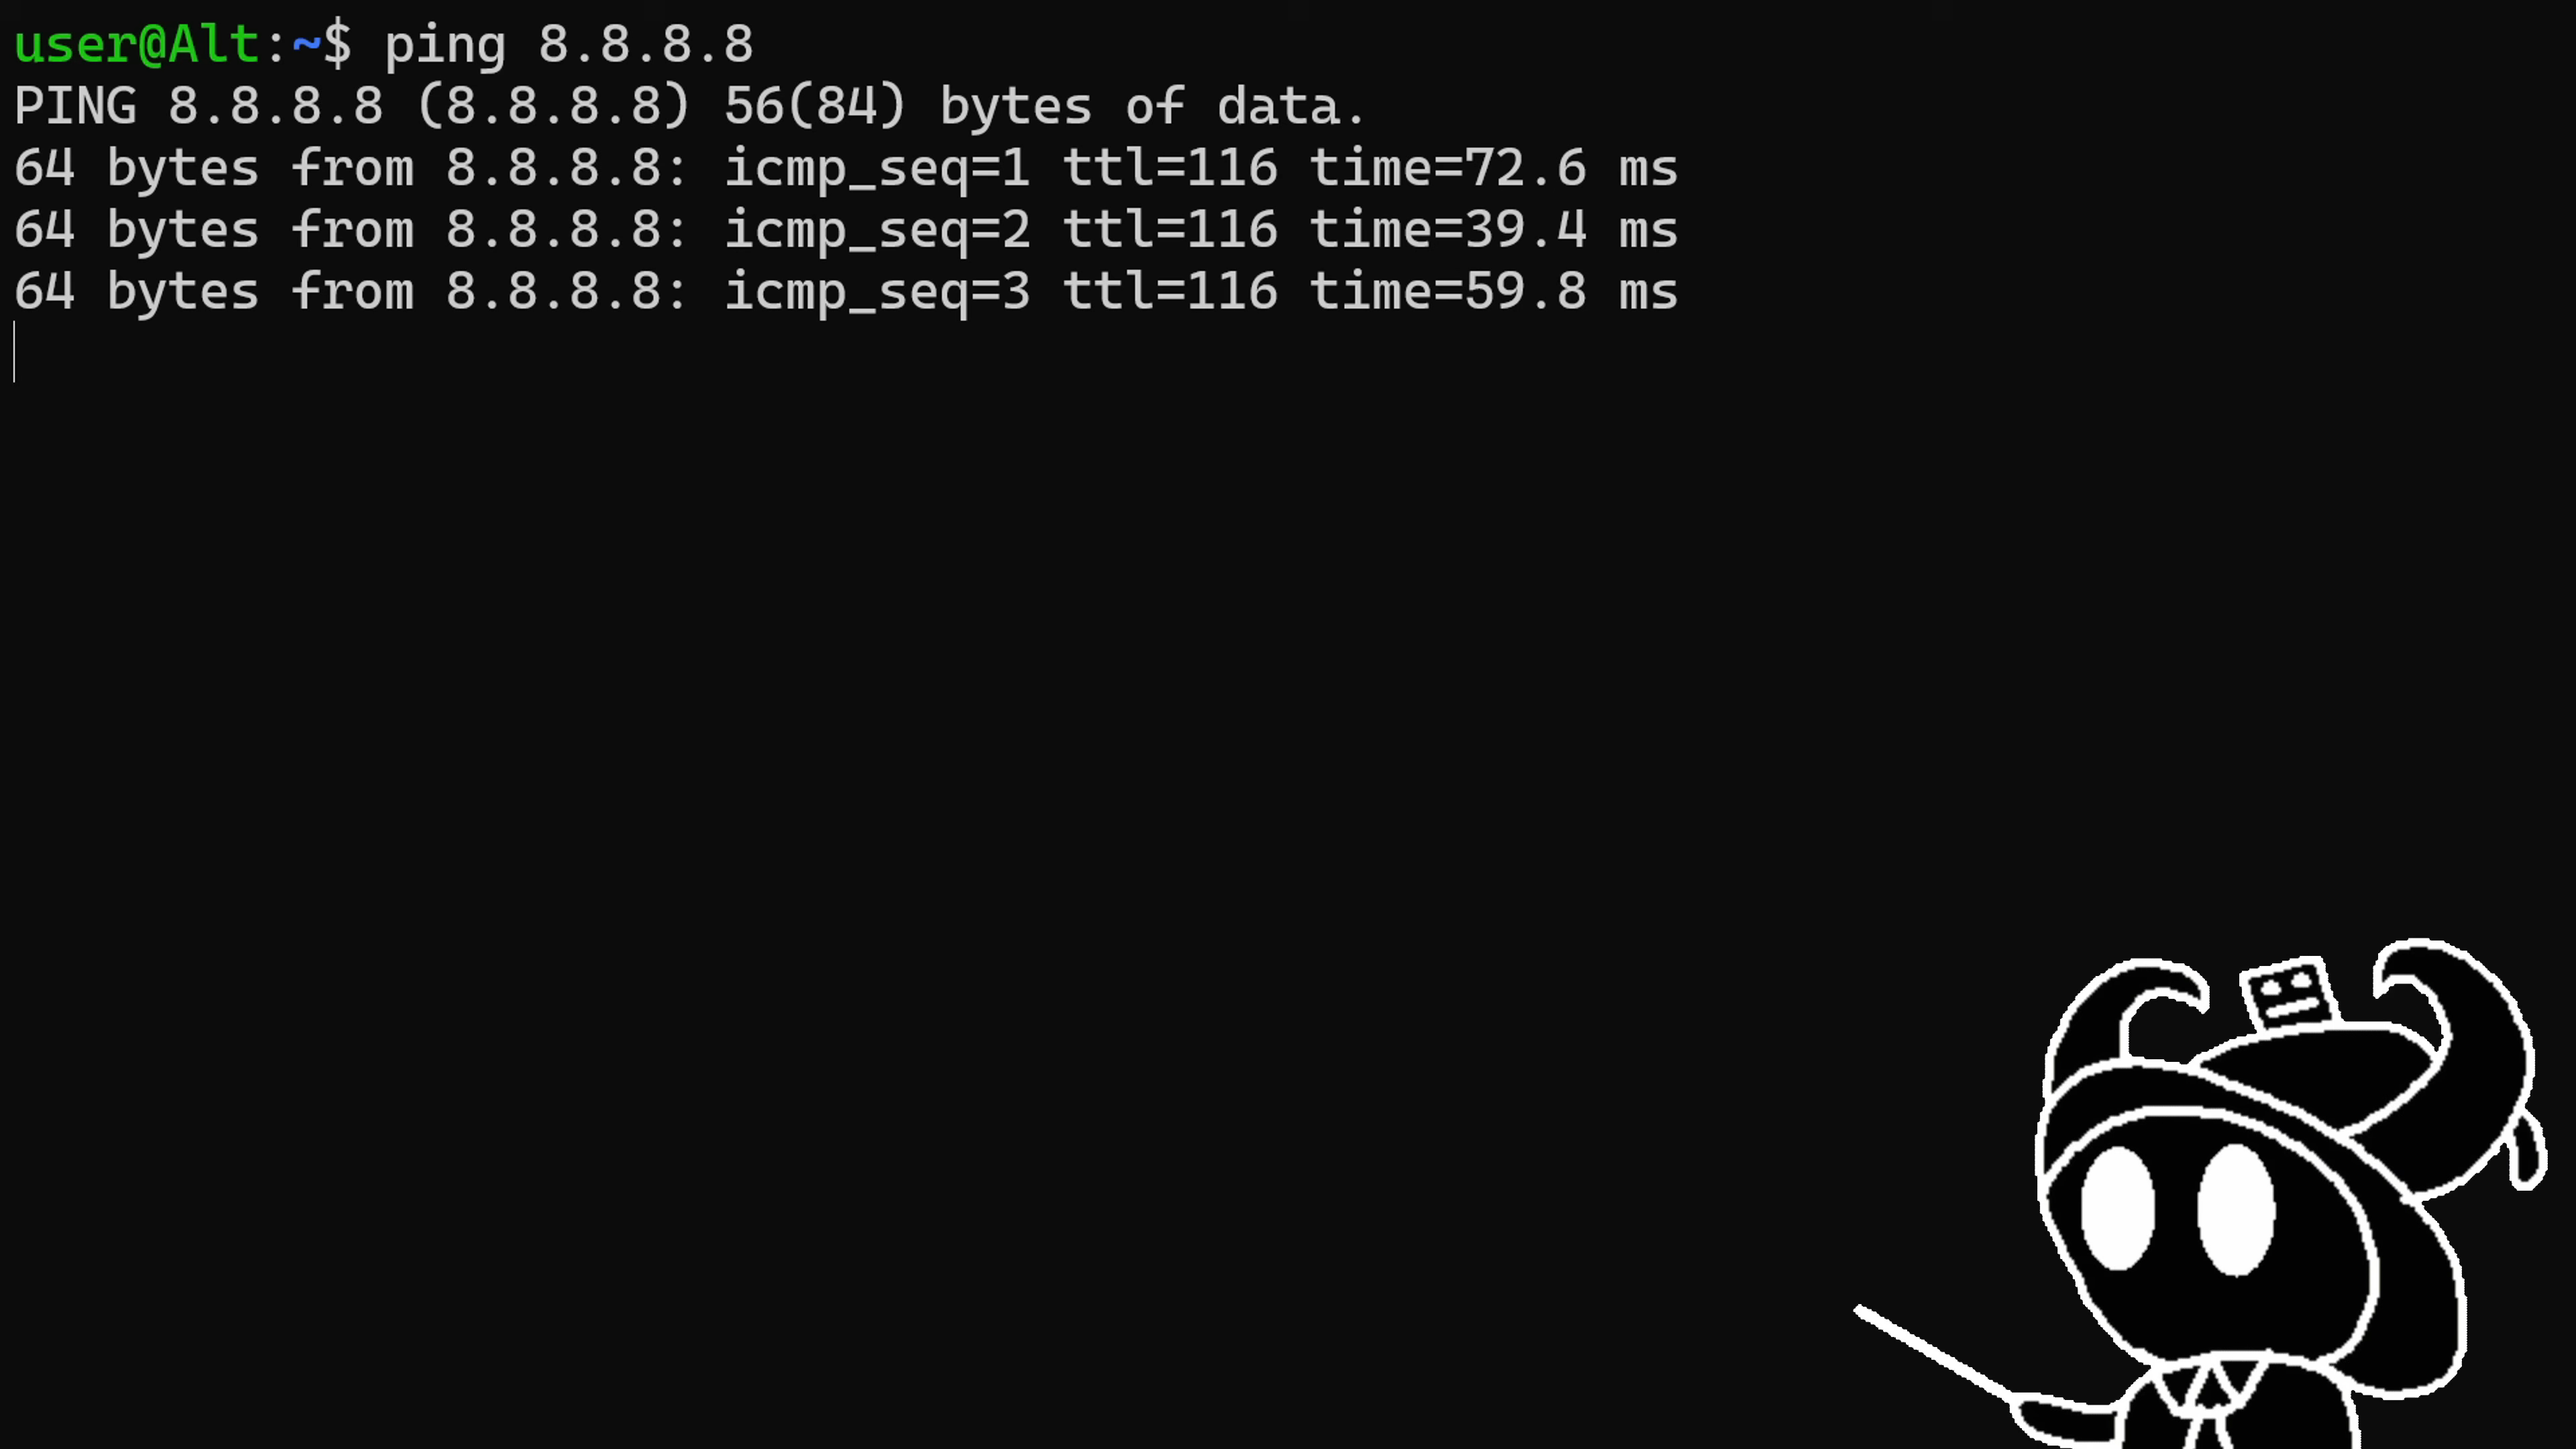 user@Alt:~$ ping 8.8.8.8
PING 8.8.8.8 (8.8.8.8) 56(84) bytes of data.
64 bytes from 8.8.8.8: icmp_seq=1 ttl=116 time=72.6 ms
64 bytes from 8.8.8.8: icmp_seq=2 ttl=116 time=39.4 ms
64 bytes from 8.8.8.8: icmp_seq=3 ttl=116 time=59.8 ms